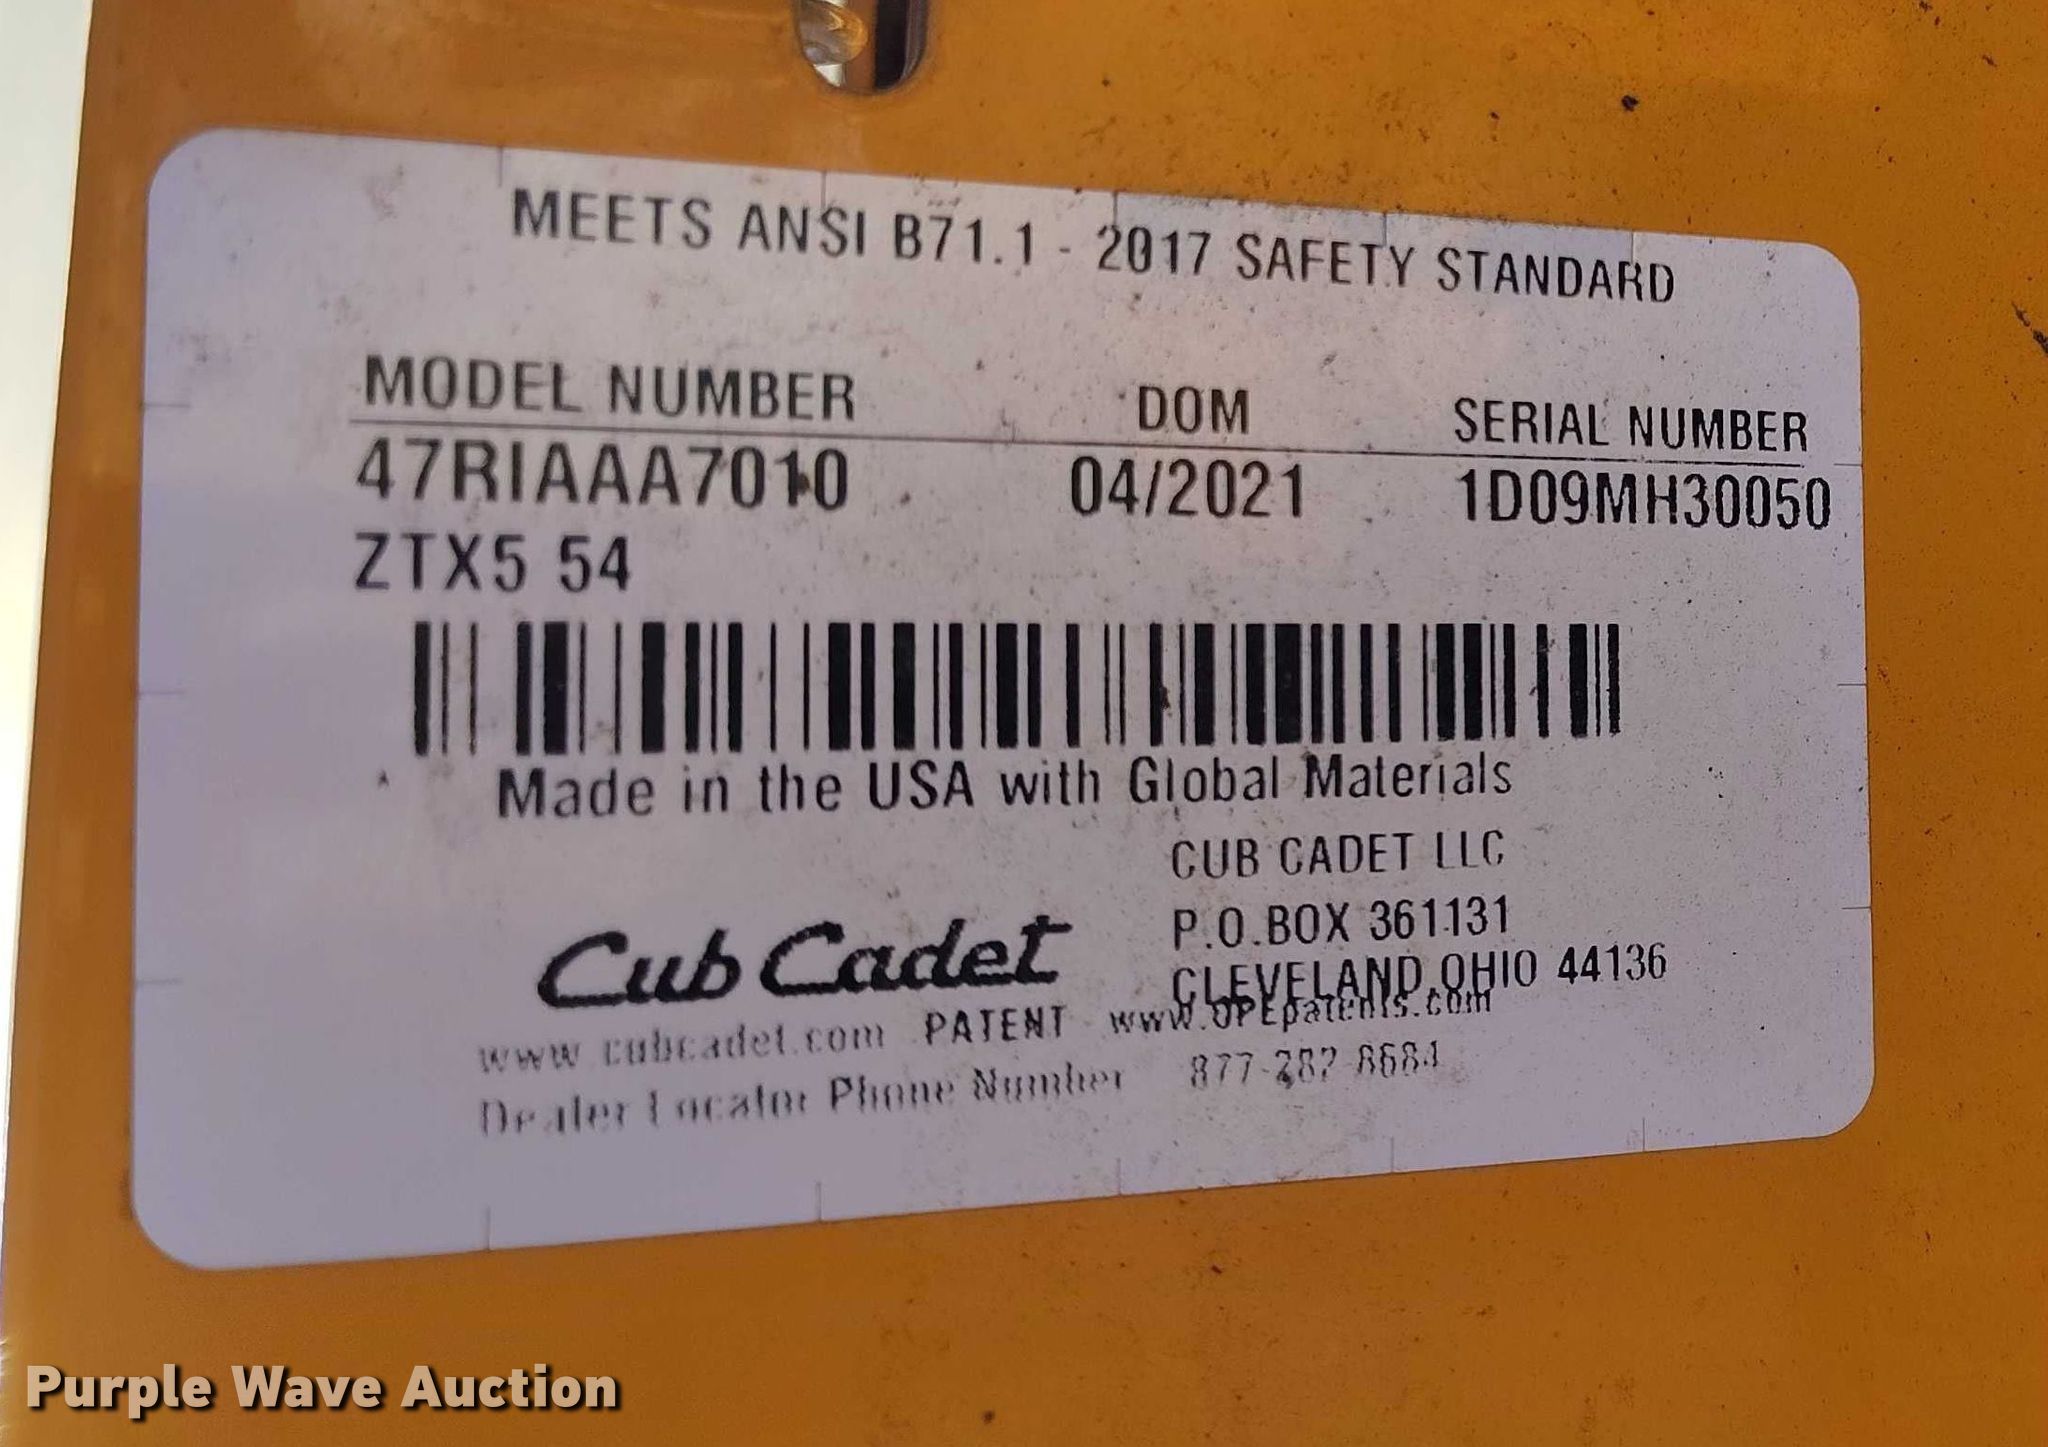 MEETS ANSI B71.1 - 2017 SAFETY STANDARD
MODEL NUMBER DOM SERIAL NUMBER
47RIAAA7010 04/2021 1D09MH30050
ZTX5 54
Made in the USA with Global Materials
CUB CADET LLC
P.O.BOX 361131
CLEVELAND,OHIO 44136
Cub Cadet
www.cubcadet.com PATENT www.OPEpatents.com
Dealer Locator Phone Number 877-282-8684
Purple Wave Auction